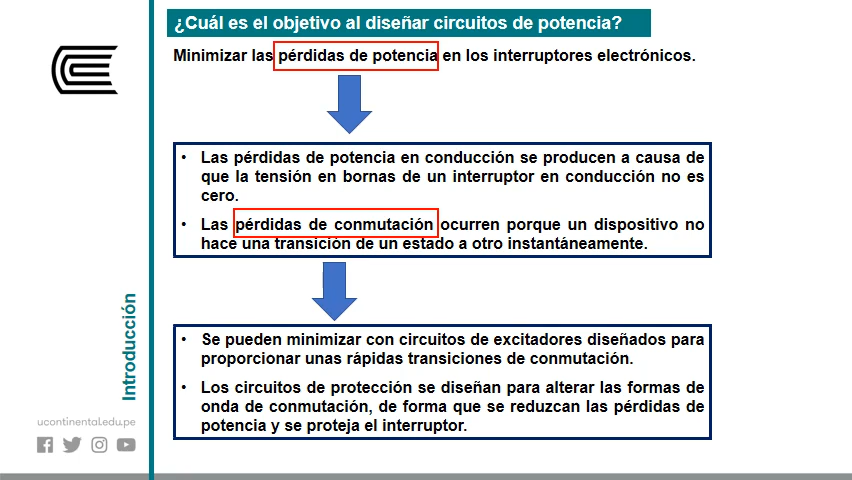 ¿Cuál es el objetivo al diseñar circuitos de potencia?
Minimizar las pérdidas de potencia en los interruptores electrónicos.
• Las pérdidas de potencia en conducción se producen a causa de
que la tensión en bornas de un interruptor en conducción no es
cero.
• Las pérdidas de conmutación ocurren porque un dispositivo no
hace una transición de un estado a otro instantáneamente.
• Se pueden minimizar con circuitos de excitadores diseñados para
proporcionar unas rápidas transiciones de conmutación.
• Los circuitos de protección se diseñan para alterar las formas de
onda de conmutación, de forma que se reduzcan las pérdidas de
potencia y se proteja el interruptor.
Introducción
ucontinental.edu.pe